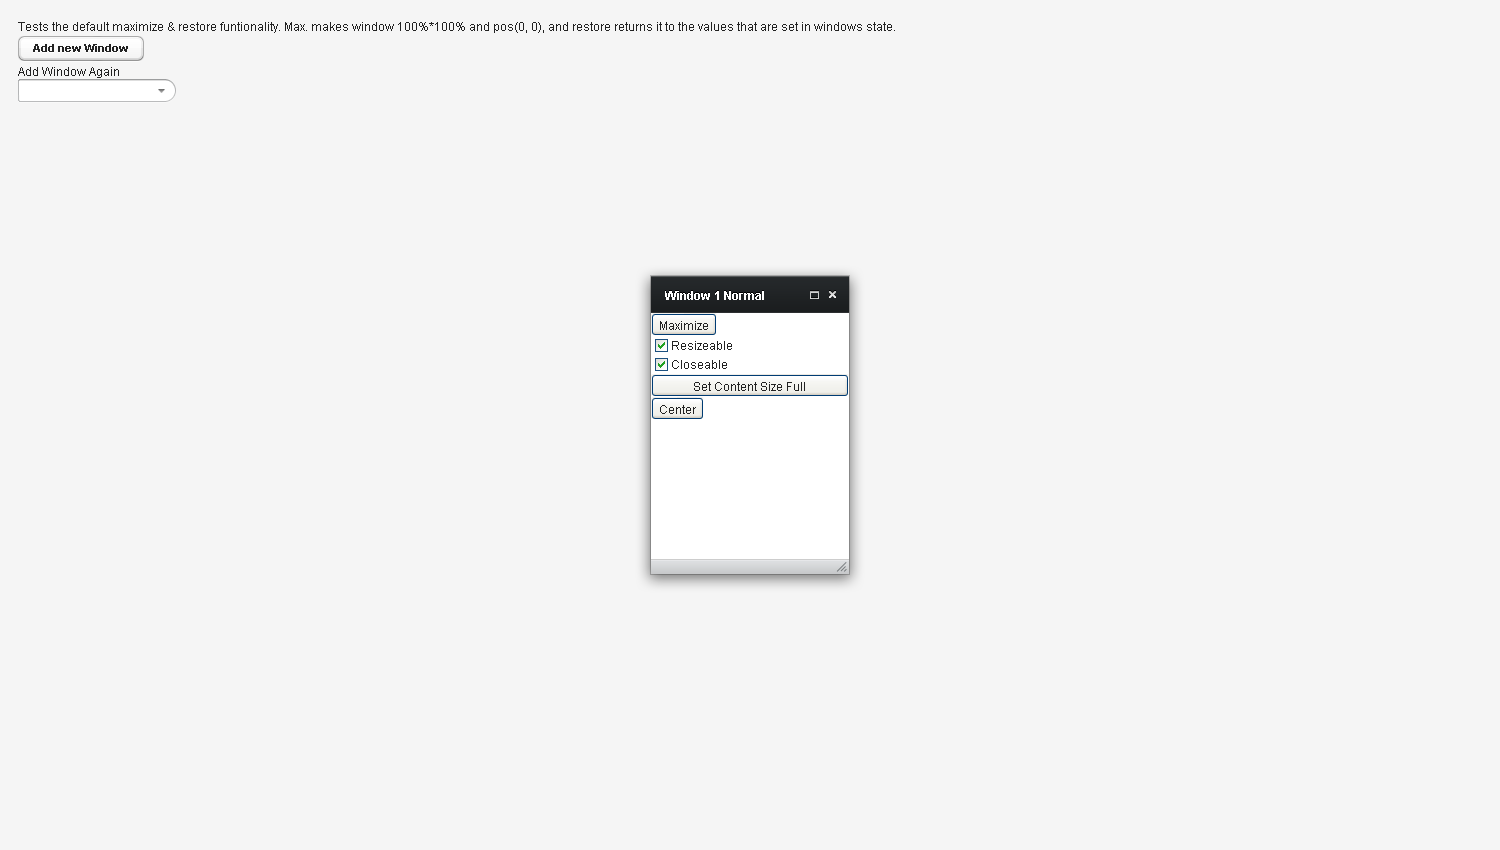 Tests the default maximize & restore funtionality. Max. makes window 100%*100% and pos(0, 0), and restore returns it to the values that are set in windows state.
Add new Window
Add Window Again
Window 1 Normal
Maximize
Resizeable
Closeable
Set Content Size Full
Center